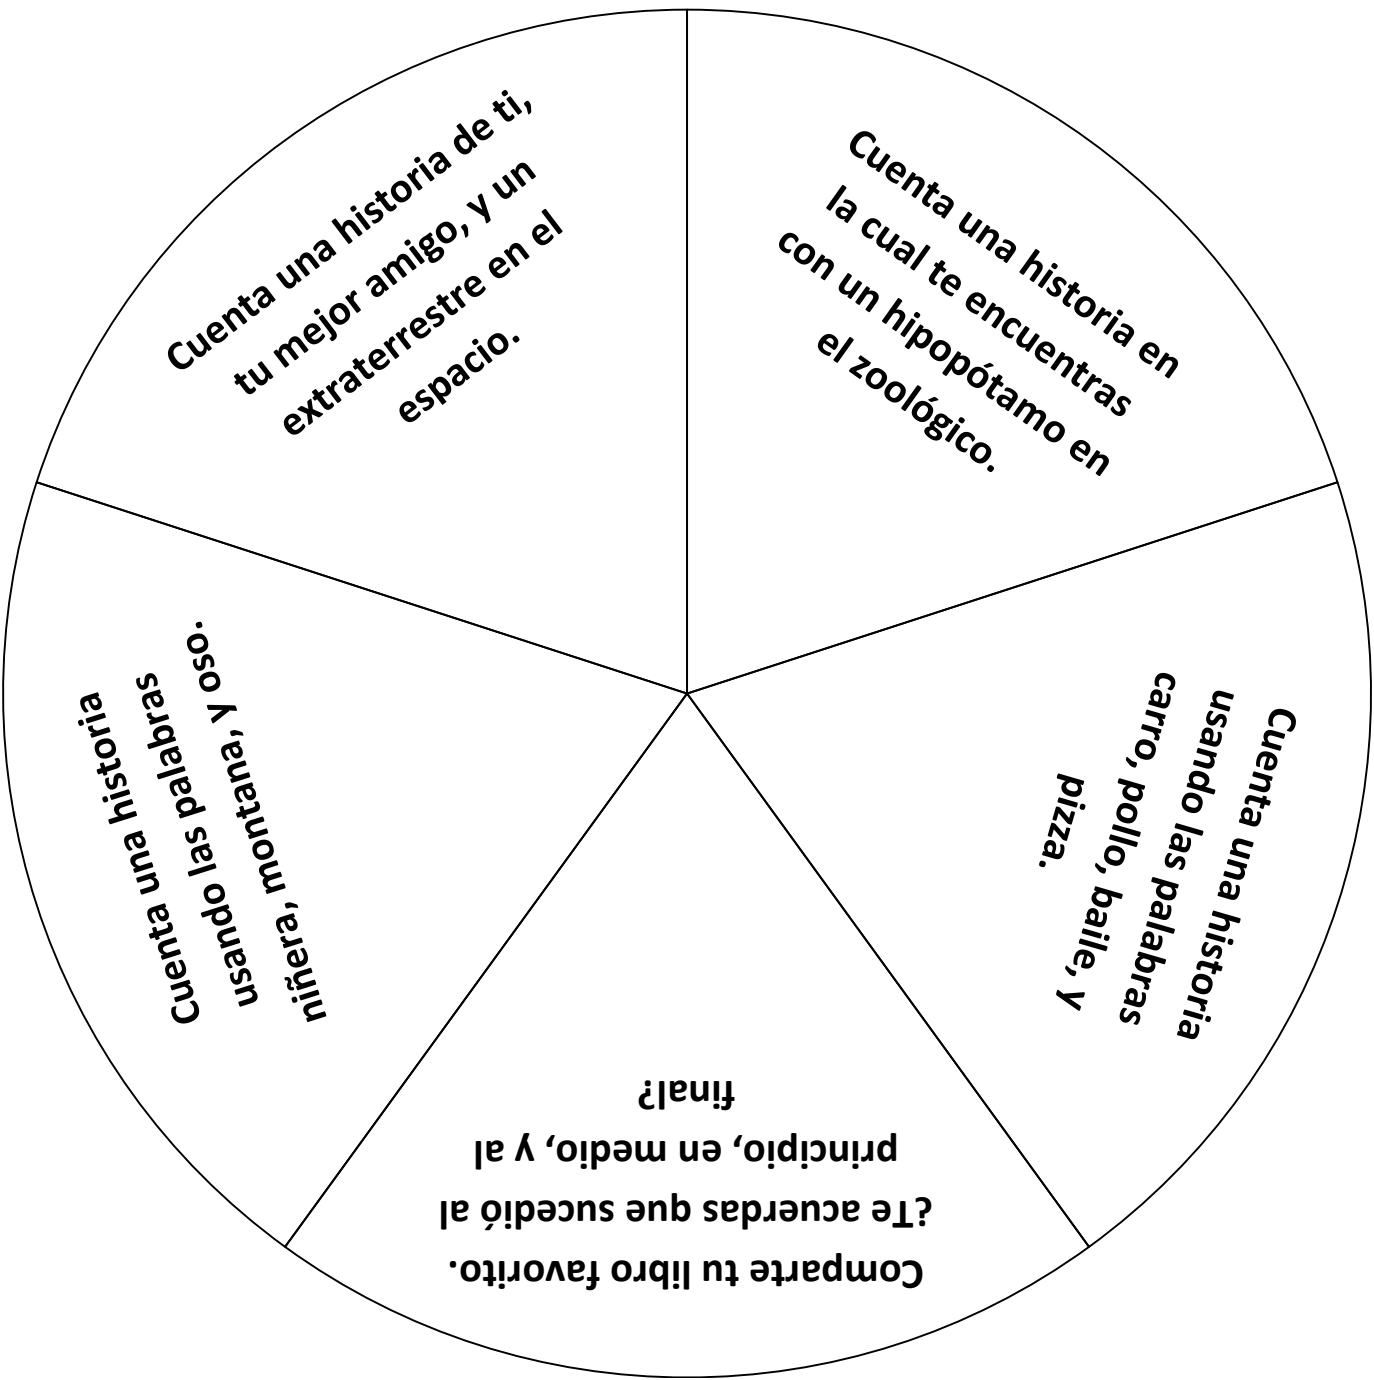 Cuenta una historia en
la cual te encuentras
con un hipopótamo en
el zoológico.
Cuenta una historia
usando las palabras
carro, pollo, baile, y
pizza.
Comparte tu libro favorito.
¿Te acuerdas que sucedió al
principio, en medio, y al
final?
Cuenta una historia
usando las palabras
niñera, montana, y oso.
Cuenta una historia de ti,
tu mejor amigo, y un
extraterrestre en el
espacio.